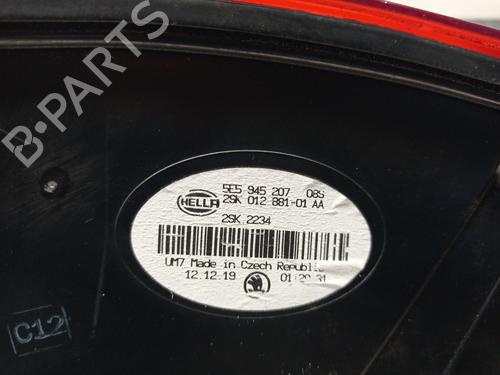 B-PARTS
HELLA
5E5 945 207 08S
2SK 012 881-01 AA
2SK 2234
UM7 Made in Czech Republic
12.12.19
C12